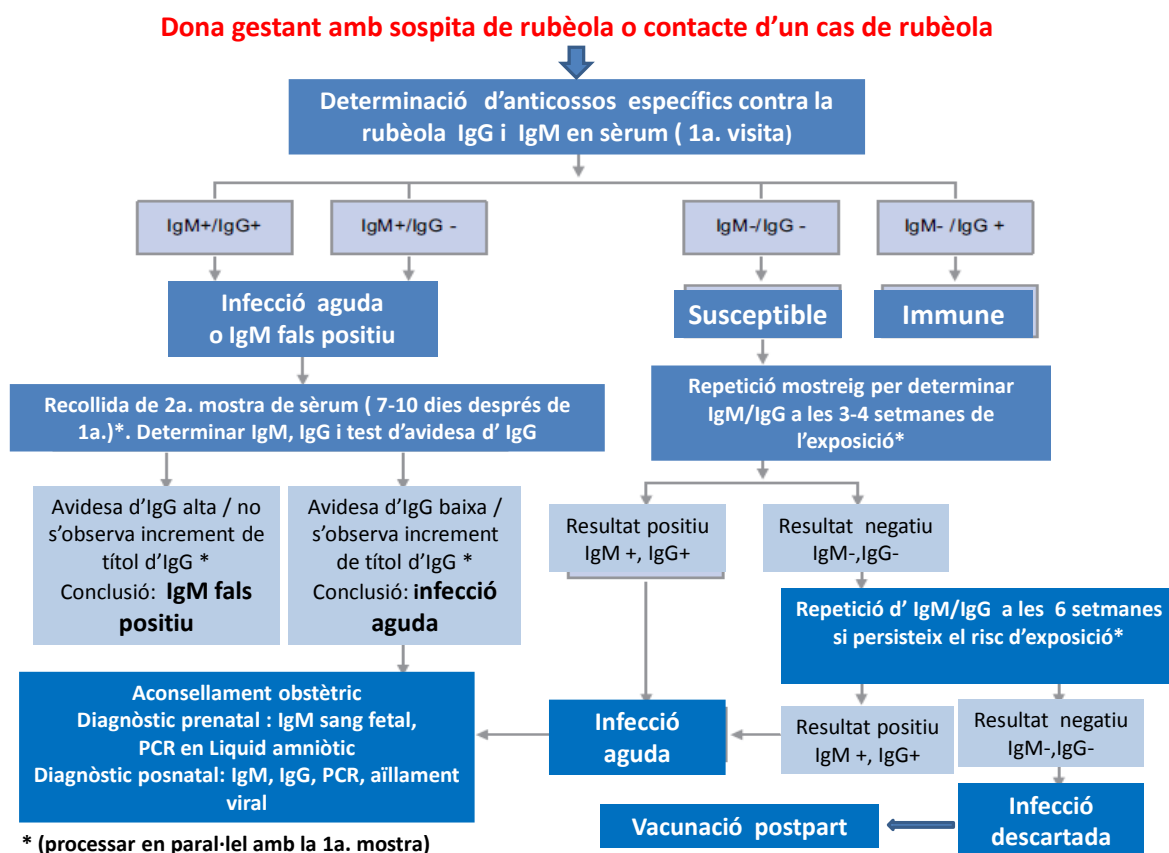 Dona gestant amb sospita de rubèola o contacte d'un cas de rubèola
Determinació d'anticossos específics contra la
rubèola IgG i IgM en sèrum ( 1a. visita)
IgM+/IgG+
IgM+/IgG -
IgM-/IgG -
IgM- /IgG +
Infecció aguda
o IgM fals positiu
Susceptible
Immune
Recollida de 2a. mostra de sèrum ( 7-10 dies després de
1a.)*. Determinar IgM, IgG i test d'avidesa d' IgG
Repetició mostreig per determinar
IgM/IgG a les 3-4 setmanes de
l'exposició*
Avidesa d'IgG alta / no
s'observa increment de
títol d'IgG *
Conclusió: IgM fals
positiu
Avidesa d'IgG baixa /
s'observa increment
de títol d'IgG *
Conclusió: infecció
aguda
Resultat positiu
IgM +, IgG+
Resultat negatiu
IgM-,IgG-
Repetició d' IgM/IgG a les 6 setmanes
si persisteix el risc d'exposició*
Aconsellament obstètric
Diagnòstic prenatal : IgM sang fetal,
PCR en Liquid amniòtic
Diagnòstic posnatal: IgM, IgG, PCR, aïllament
viral
Infecció
aguda
Resultat positiu
IgM +, IgG+
Resultat negatiu
IgM-,IgG-
Vacunació postpart
Infecció
descartada
* (processar en paral·lel amb la 1a. mostra)